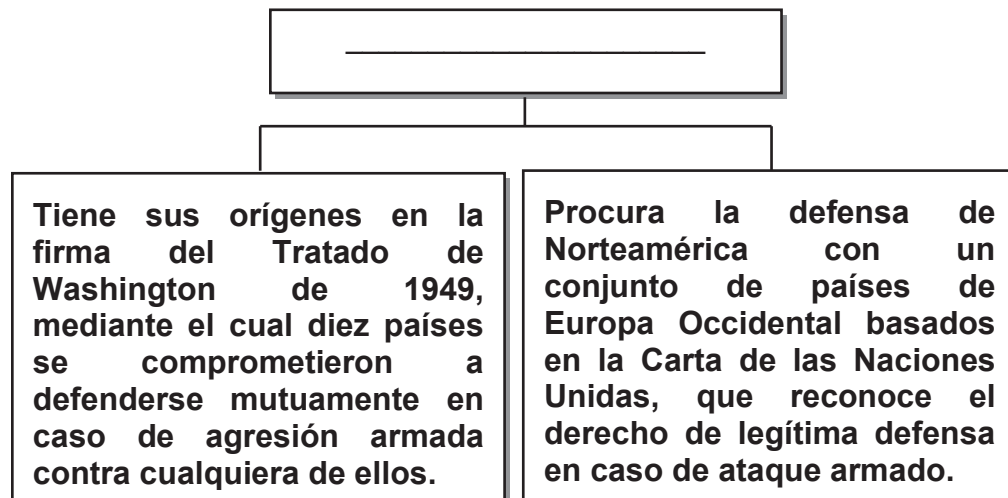 Tiene sus orígenes en la
firma del Tratado de
Washington de 1949,
mediante el cual diez países
se comprometieron a
defenderse mutuamente en
caso de agresión armada
contra cualquiera de ellos.
Procura la defensa de
Norteamérica con un
conjunto de países de
Europa Occidental basados
en la Carta de las Naciones
Unidas, que reconoce el
derecho de legítima defensa
en caso de ataque armado.